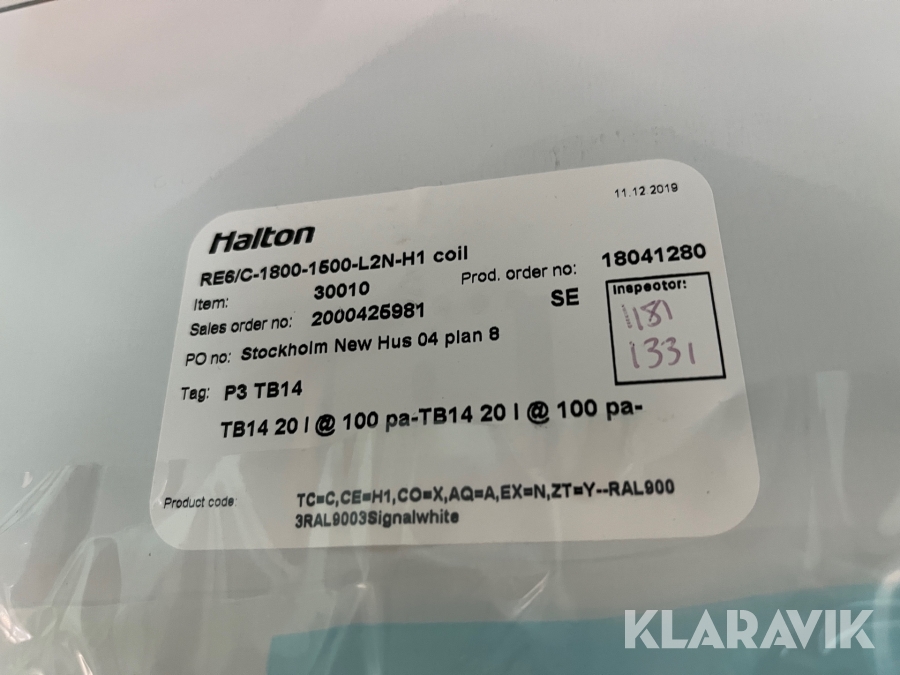 Halton
11.12 2019
RE6/C-1800-1500-L2N-H1 coil
Item: 30010
Prod. order no: 18041280
Sales order no: 2000425981
SE
Inspector:
1181
1331
PO no: Stockholm New Hus 04 plan 8
Tag: P3 TB14
TB14 20 l @ 100 pa-TB14 20 l @ 100 pa-
Product code: TC=C,CE=H1,CO=X,AQ=A,EX=N,ZT=Y--RAL900
3RAL9003Signalwhite
KLARAVIK